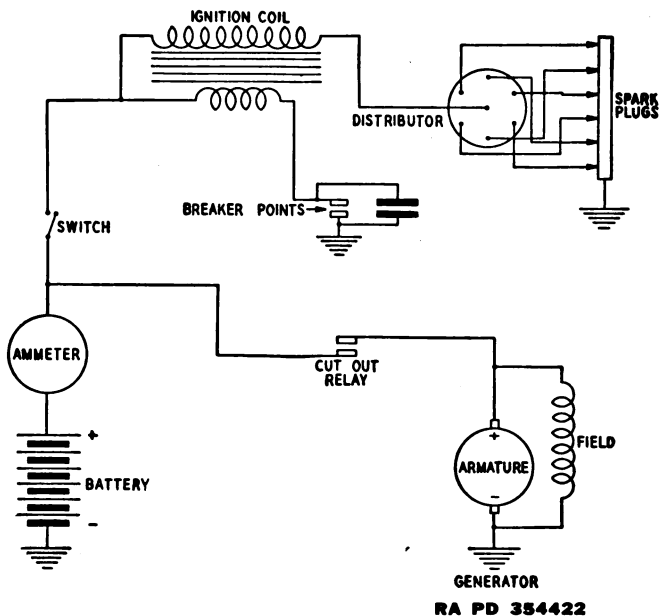 IGNITION COIL
DISTRIBUTOR
SPARK
PLUGS
BREAKER POINTS
SWITCH
AMMETER
CUT OUT
RELAY
+
BATTERY
-
+
ARMATURE
-
FIELD
GENERATOR
RA PD 354422